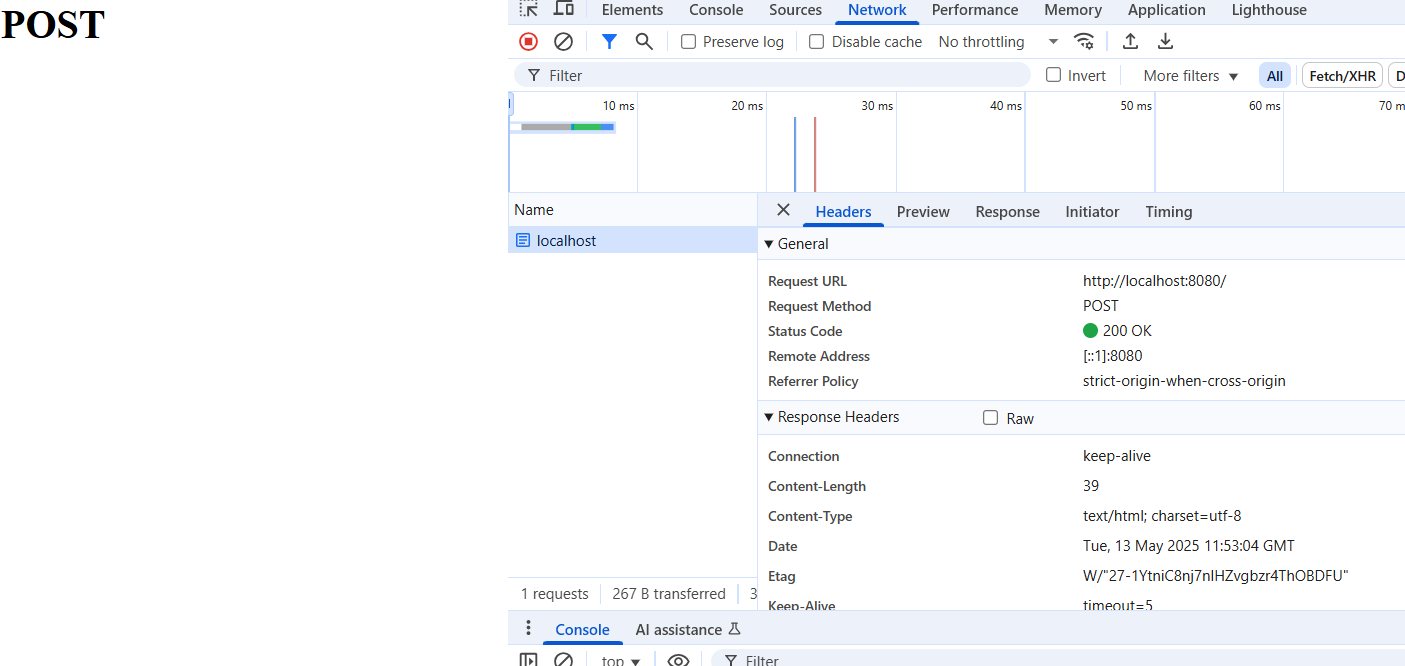 POST
Elements Console Sources Network Performance Memory Application Lighthouse
Preserve log Disable cache No throttling
Filter Invert More filters All Fetch/XHR D
10 ms 20 ms 30 ms 40 ms 50 ms 60 ms 70 m
Name
localhost
Headers Preview Response Initiator Timing
General
Request URL http://localhost:8080/
Request Method POST
Status Code 200 OK
Remote Address [::1]:8080
Referrer Policy strict-origin-when-cross-origin
Response Headers Raw
Connection keep-alive
Content-Length 39
Content-Type text/html; charset=utf-8
Date Tue, 13 May 2025 11:53:04 GMT
Etag W/"27-1YtniC8nj7nIHZvgbzr4ThOBDFU"
Keep-Alive timeout=5
1 requests 267 B transferred 3
Console AI assistance
top Filter